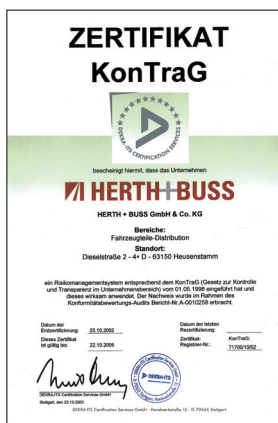 ZERTIFIKAT
KonTraG
DEKRA-ITS CERTIFICATION SERVICES
bescheinigt hiermit, dass das Unternehmen
HERTH+BUSS
HERTH + BUSS GmbH & Co. KG
Bereiche:
Fahrzeugteile-Distribution
Standort:
Dieselstraße 2 - 4• D - 63150 Heusenstamm
ein Risikomanagementsystem entsprechend dem KonTraG (Gesetz zur Kontrolle
und Transparenz im Unternehmensbereich) vom 01.05.1998 eingeführt hat und
dieses wirksam anwendet. Der Nachweis wurde im Rahmen des
Konformitätsbewertungs-Audits Bericht-Nr.A-0010258 erbracht.
Datum der
Erstzertifizierung: 23.10.2002
Datum der letzten
Rezertifizierung:
Dieses Zertifikat
ist gültig bis: 22.10.2005
Zertifikat-
Registrier-Nr.:
KonTraG:
71700/10/02
DEKRA-ITS
DEKRA-ITS Certification Services GmbH
Stuttgart, den 23.10.2002
DEKRA-ITS Certification Services GmbH · Handwerkstraße 15 · D-70565 Stuttgart